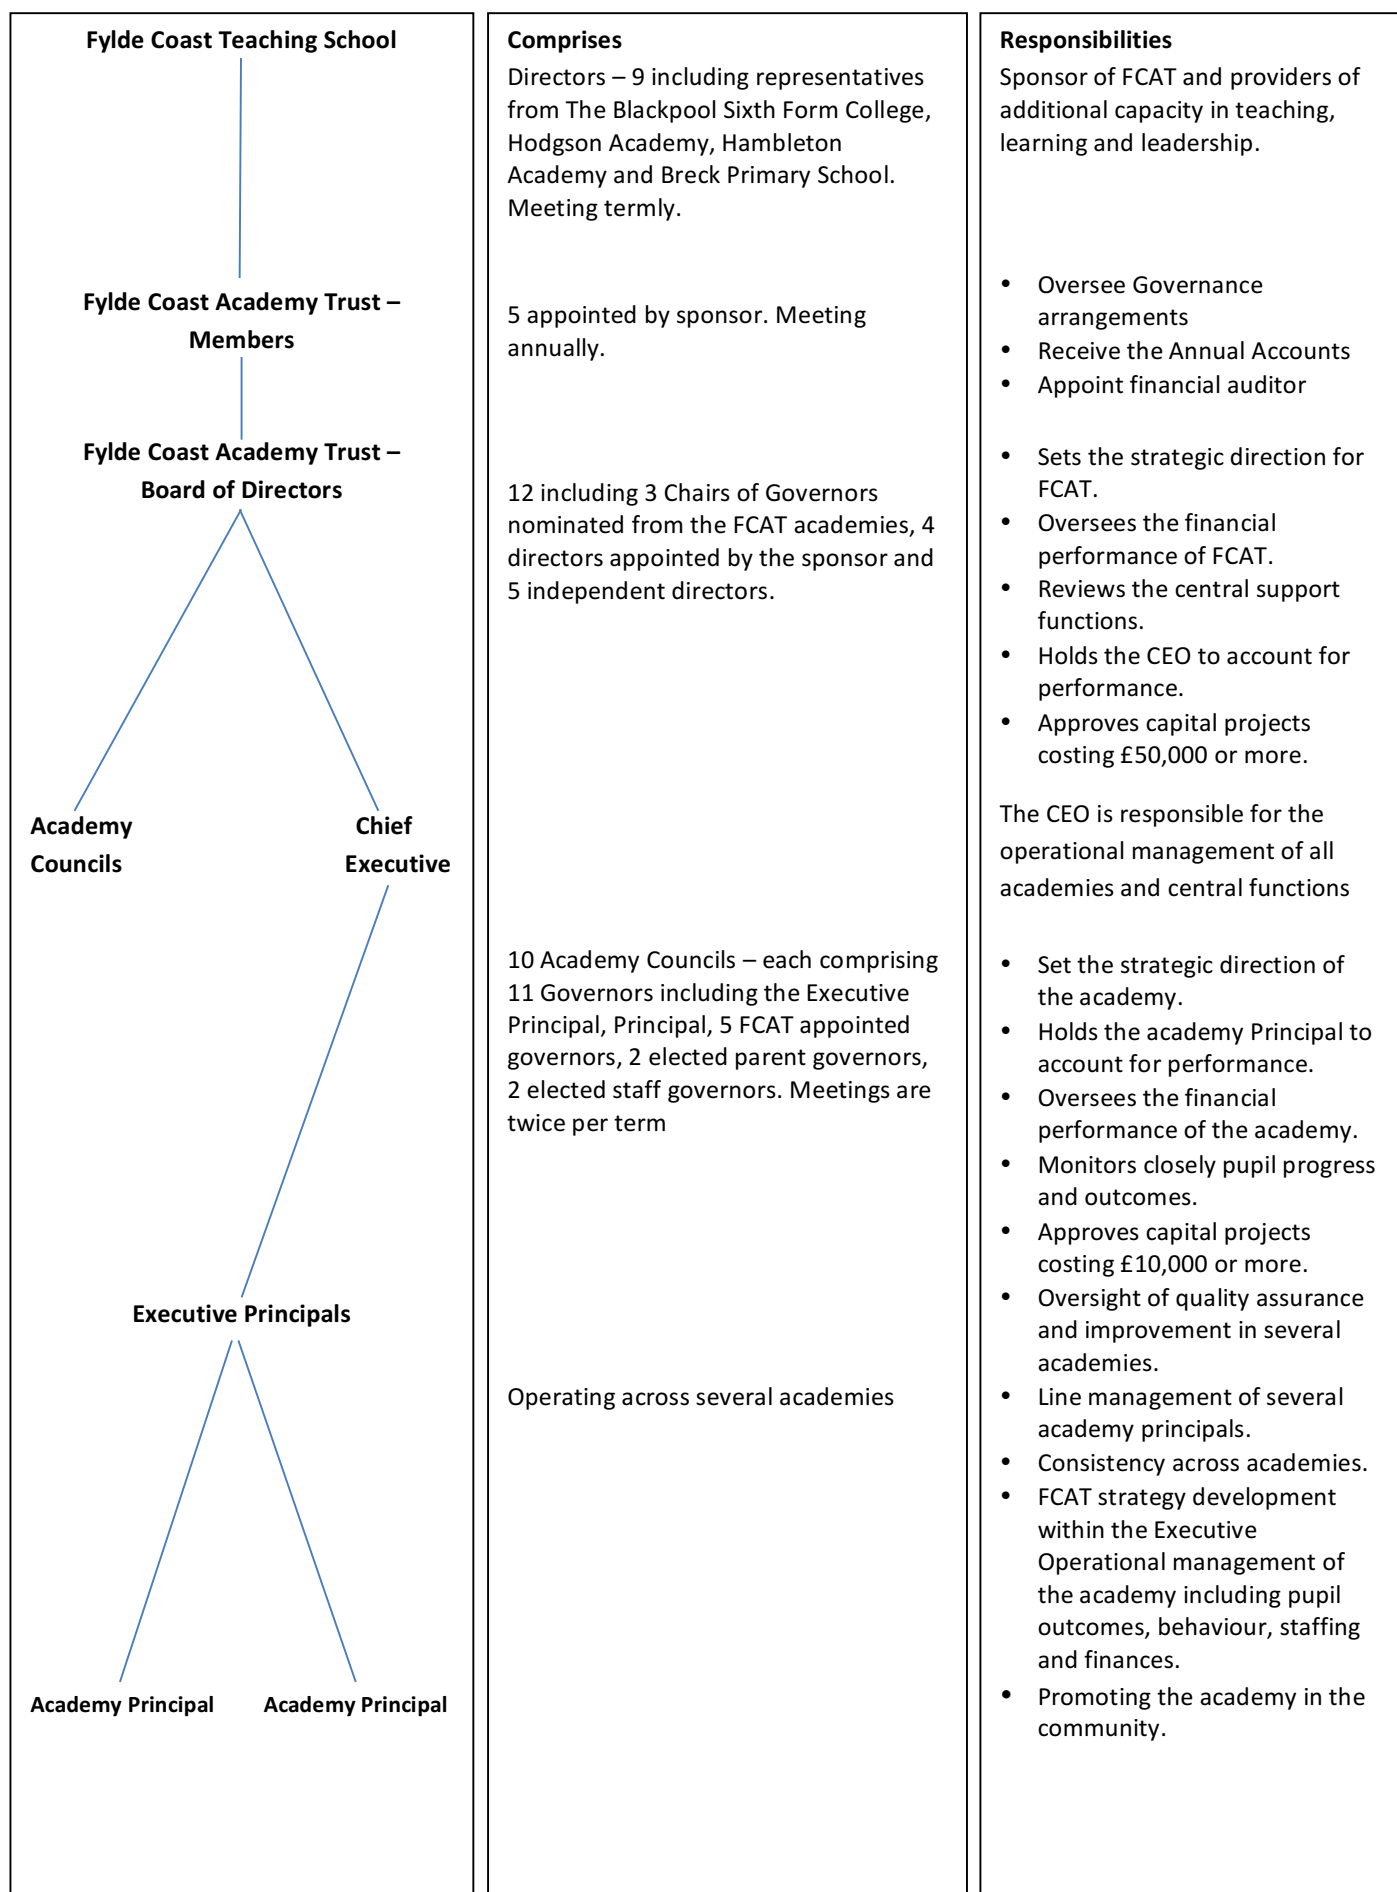 Fylde Coast Teaching School
Fylde Coast Academy Trust –
Members
Fylde Coast Academy Trust –
Board of Directors
Academy
Councils
Chief
Executive
Executive Principals
Academy Principal
Academy Principal
Comprises
Directors – 9 including representatives
from The Blackpool Sixth Form College,
Hodgson Academy, Hambleton
Academy and Breck Primary School.
Meeting termly.
5 appointed by sponsor. Meeting
annually.
12 including 3 Chairs of Governors
nominated from the FCAT academies, 4
directors appointed by the sponsor and
5 independent directors.
10 Academy Councils – each comprising
11 Governors including the Executive
Principal, Principal, 5 FCAT appointed
governors, 2 elected parent governors,
2 elected staff governors. Meetings are
twice per term
Operating across several academies
Responsibilities
Sponsor of FCAT and providers of
additional capacity in teaching,
learning and leadership.
• Oversee Governance
arrangements
• Receive the Annual Accounts
• Appoint financial auditor
• Sets the strategic direction for
FCAT.
• Oversees the financial
performance of FCAT.
• Reviews the central support
functions.
• Holds the CEO to account for
performance.
• Approves capital projects
costing £50,000 or more.
The CEO is responsible for the
operational management of all
academies and central functions
• Set the strategic direction of
the academy.
• Holds the academy Principal to
account for performance.
• Oversees the financial
performance of the academy.
• Monitors closely pupil progress
and outcomes.
• Approves capital projects
costing £10,000 or more.
• Oversight of quality assurance
and improvement in several
academies.
• Line management of several
academy principals.
• Consistency across academies.
• FCAT strategy development
within the Executive
Operational management of
the academy including pupil
outcomes, behaviour, staffing
and finances.
• Promoting the academy in the
community.